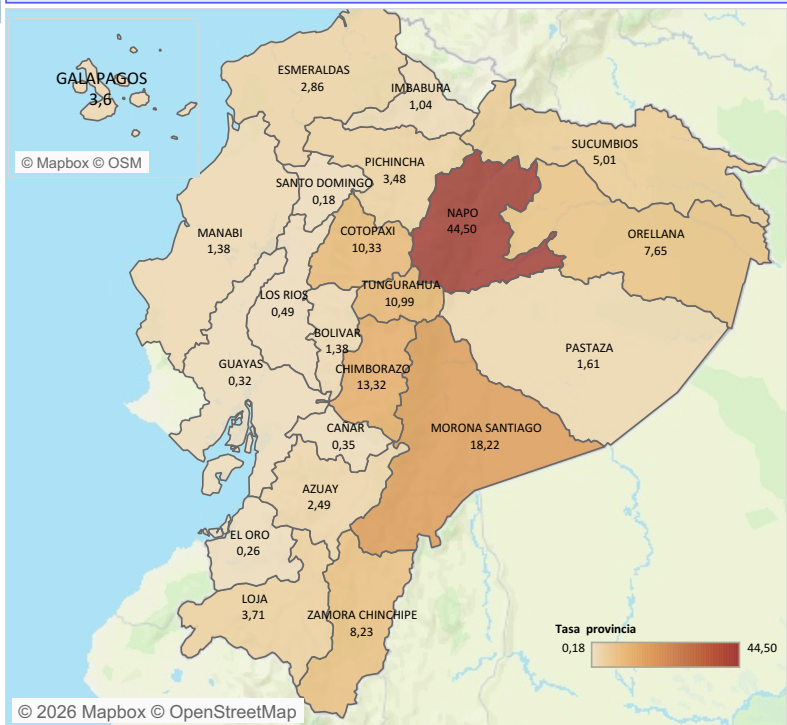 GALAPAGOS
3,6
© Mapbox © OSM
ESMERALDAS
2,86
IMBABURA
1,04
SUCUMBIOS
5,01
PICHINCHA
3,48
SANTO DOMINGO
0,18
NAPO
44,50
MANABI
1,38
COTOPAXI
10,33
ORELLANA
7,65
TUNGURAHUA
10,99
LOS RIOS
0,49
BOLIVAR
1,38
PASTAZA
1,61
GUAYAS
0,32
CHIMBORAZO
13,32
CAÑAR
0,35
MORONA SANTIAGO
18,22
AZUAY
2,49
EL ORO
0,26
LOJA
3,71
ZAMORA CHINCHIPE
8,23
Tasa provincia
0,18 44,50
© 2026 Mapbox © OpenStreetMap